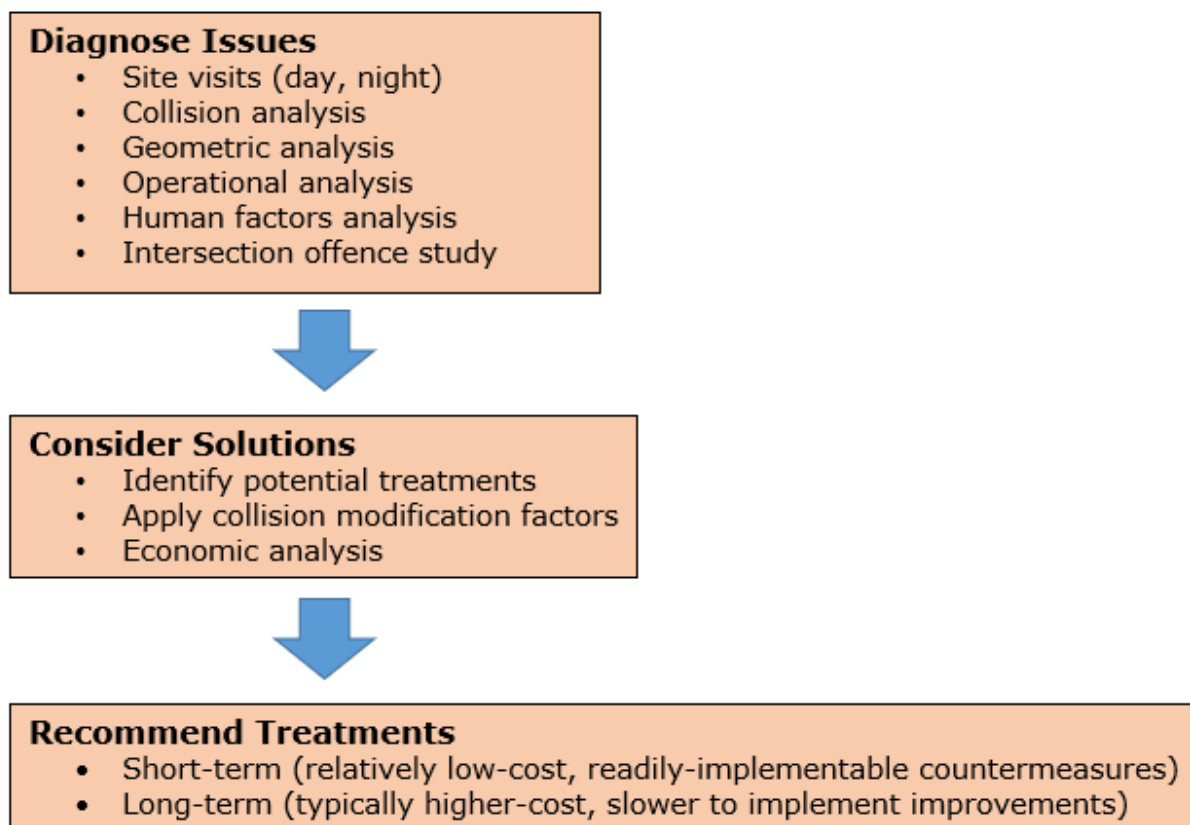 Diagnose Issues
• Site visits (day, night)
• Collision analysis
• Geometric analysis
• Operational analysis
• Human factors analysis
• Intersection offence study
Consider Solutions
• Identify potential treatments
• Apply collision modification factors
• Economic analysis
Recommend Treatments
• Short-term (relatively low-cost, readily-implementable countermeasures)
• Long-term (typically higher-cost, slower to implement improvements)